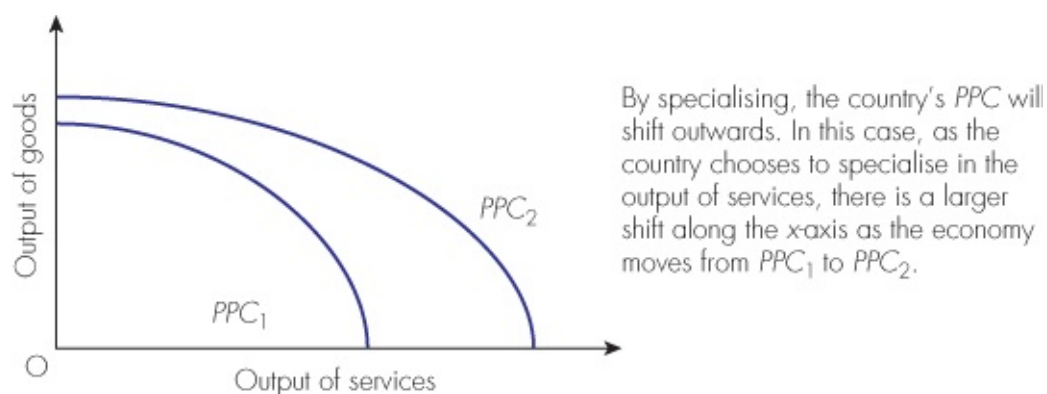 Output of goods
PPC₂
PPC₁
O
Output of services
By specialising, the country's PPC will
shift outwards. In this case, as the
country chooses to specialise in the
output of services, there is a larger
shift along the x-axis as the economy
moves from PPC₁ to PPC₂.